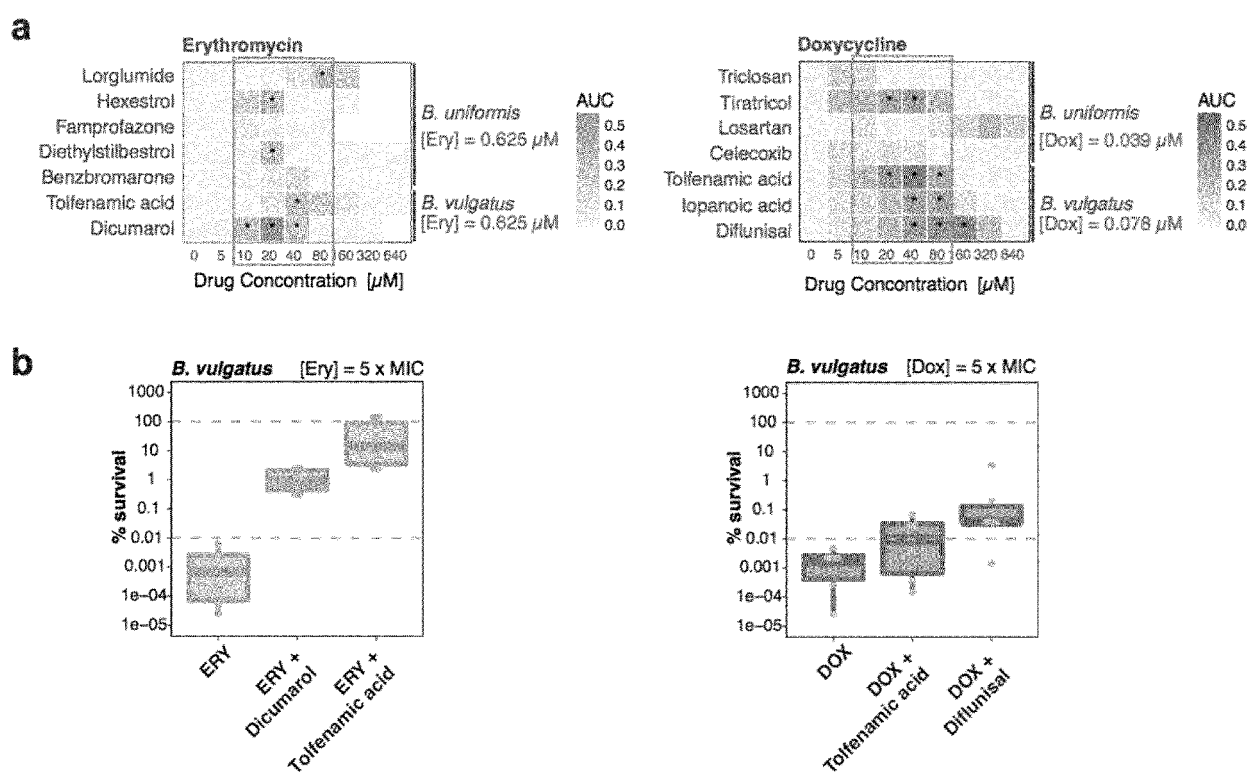 a
Erythromycin
Lorglumide
Hexestrol
Famprofazone
Diethylstilbestrol
Benzbromarone
Tolfenamic acid
Dicumarol
0 5 10 20 40 80 160 320 640
Drug Concentration [µM]
B. uniformis
[Ery] = 0.625 µM
B. vulgatus
[Ery] = 0.625 µM
AUC
0.5
0.4
0.3
0.2
0.1
0.0
Doxycycline
Triclosan
Tiratricol
Losartan
Celecoxib
Tolfenamic acid
Iopanoic acid
Diflunisal
0 5 10 20 40 80 160 320 640
Drug Concentration [µM]
B. uniformis
[Dox] = 0.039 µM
B. vulgatus
[Dox] = 0.078 µM
AUC
0.5
0.4
0.3
0.2
0.1
0.0
b
B. vulgatus [Ery] = 5 x MIC
% survival
1000
100
10
1
0.1
0.01
0.001
1e−04
1e−05
ERY
ERY +
Dicumarol
ERY +
Tolfenamic acid
B. vulgatus [Dox] = 5 x MIC
% survival
1000
100
10
1
0.1
0.01
0.001
1e−04
1e−05
DOX
DOX +
Tolfenamic acid
DOX +
Diflunisal